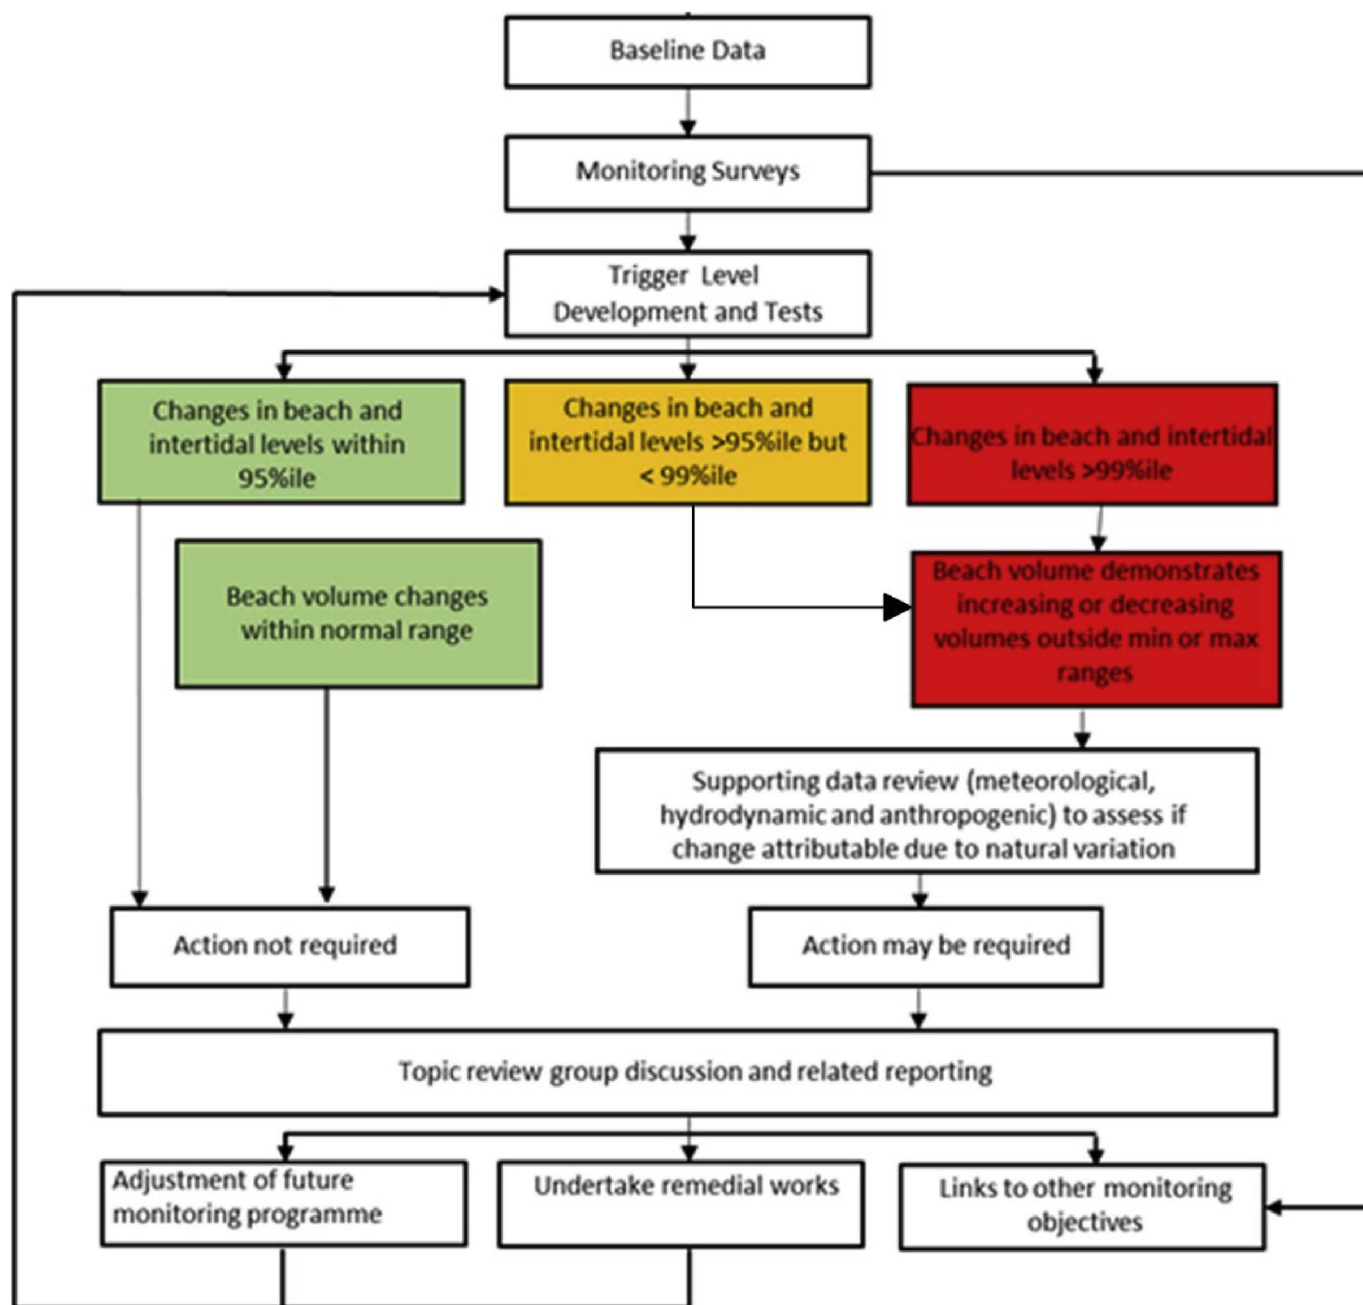 Baseline Data
Monitoring Surveys
Trigger Level
Development and Tests
Changes in beach and
intertidal levels within
95%ile
Changes in beach and
intertidal levels >95%ile but
< 99%ile
Changes in beach and intertidal
levels >99%ile
Beach volume changes
within normal range
Beach volume demonstrates
increasing or decreasing
volumes outside min or max
ranges
Supporting data review (meteorological,
hydrodynamic and anthropogenic) to assess if
change attributable due to natural variation
Action not required
Action may be required
Topic review group discussion and related reporting
Adjustment of future
monitoring programme
Undertake remedial works
Links to other monitoring
objectives